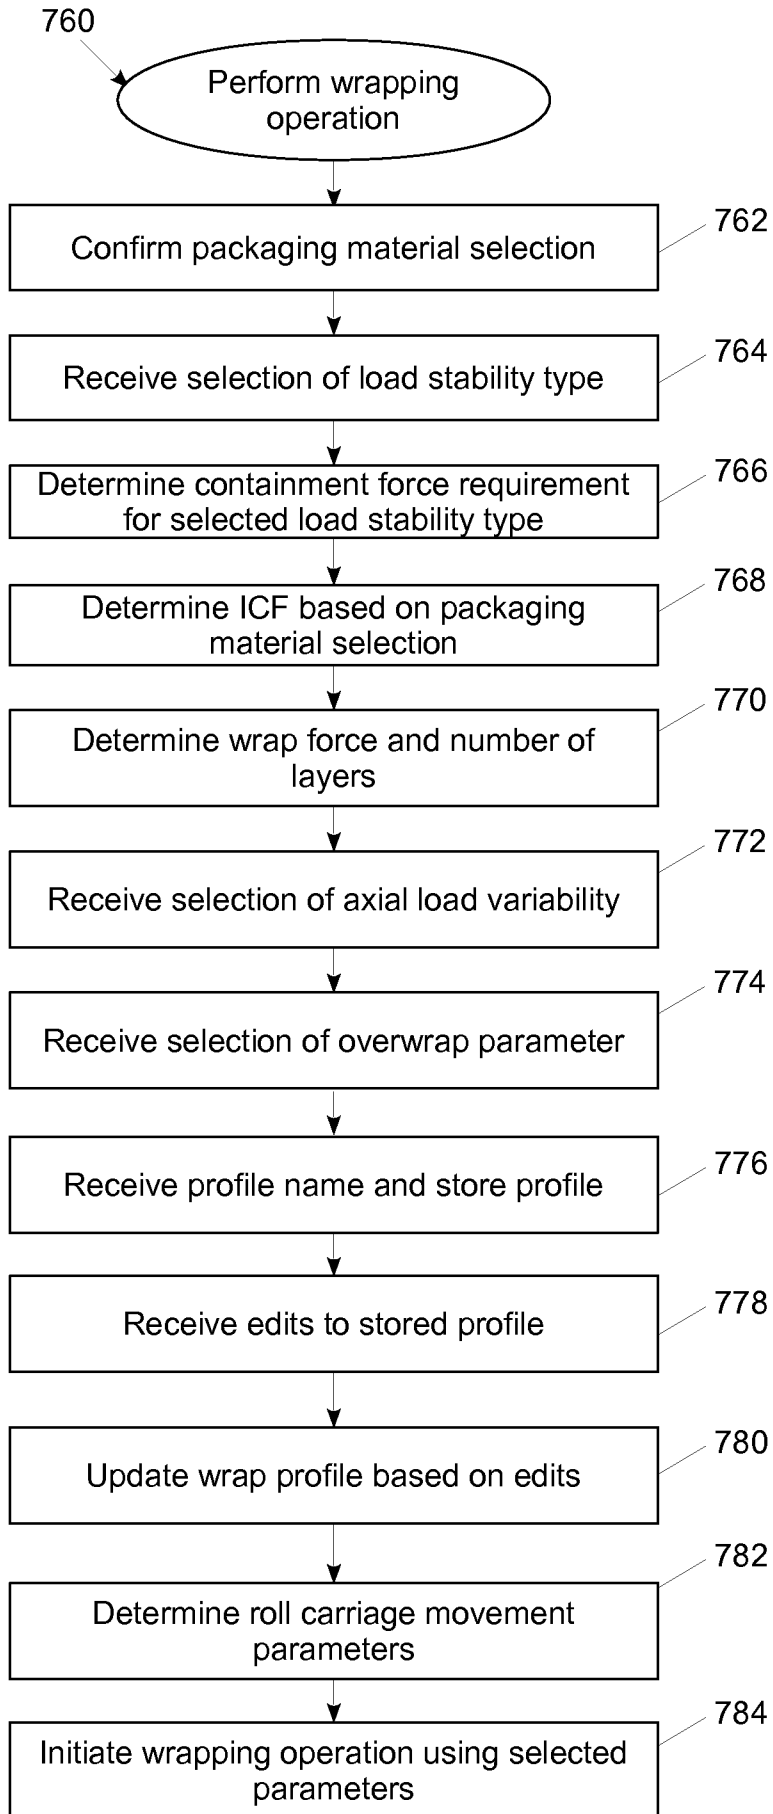 760
Perform wrapping
operation
762
Confirm packaging material selection
764
Receive selection of load stability type
766
Determine containment force requirement
for selected load stability type
768
Determine ICF based on packaging
material selection
770
Determine wrap force and number of
layers
772
Receive selection of axial load variability
774
Receive selection of overwrap parameter
776
Receive profile name and store profile
778
Receive edits to stored profile
780
Update wrap profile based on edits
782
Determine roll carriage movement
parameters
784
Initiate wrapping operation using selected
parameters